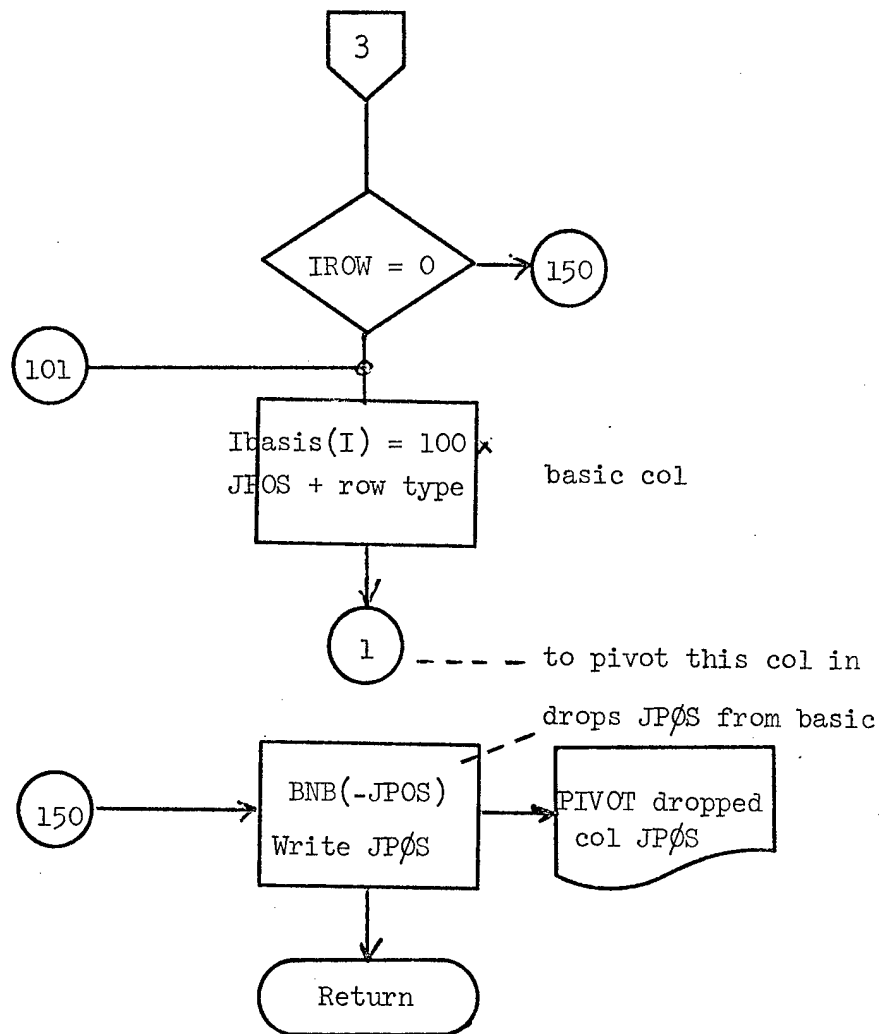 3
IROW = 0
150
101
Ibasis(I) = 100 x
JPOS + row type
basic col
1
to pivot this col in
drops JPØS from basic
150
BNB(-JPOS)
Write JPØS
PIVOT dropped
col JPØS
Return